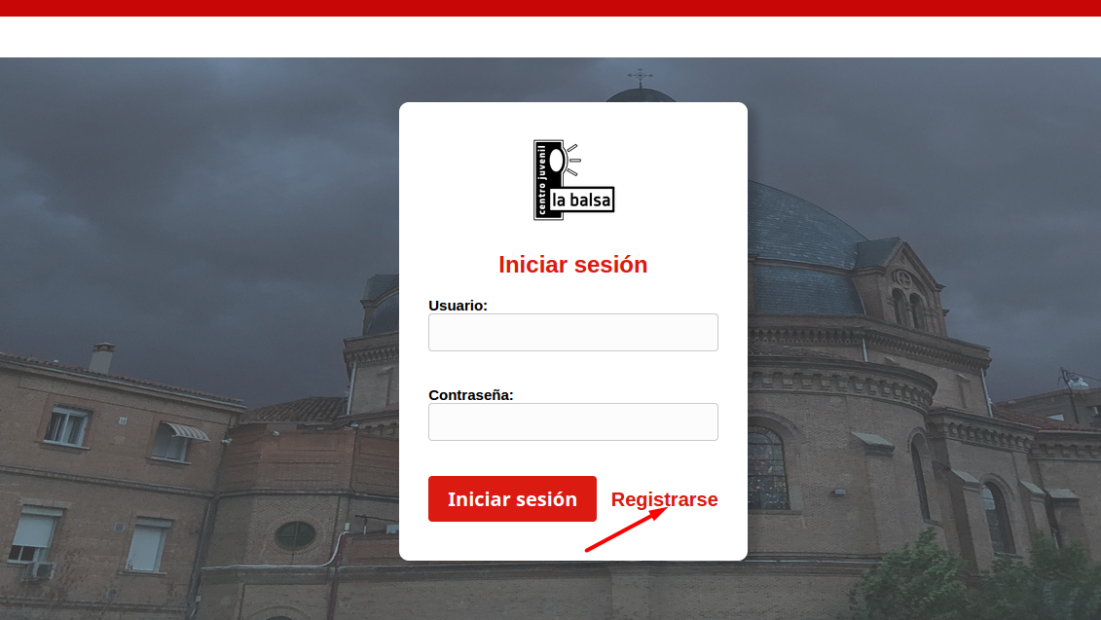 centro juvenil
la balsa
Iniciar sesión
Usuario:
Contraseña:
Iniciar sesión Registrarse